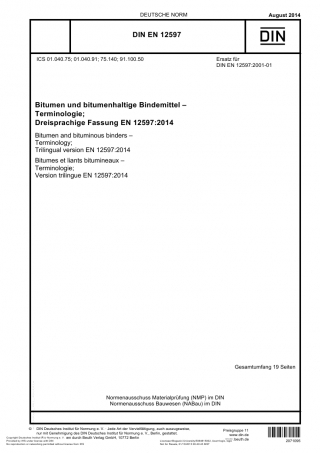 DEUTSCHE NORM
August 2014
DIN EN 12597
DIN
ICS 01.040.75; 01.040.91; 75.140; 91.100.50
Ersatz für
DIN EN 12597:2001-01
Bitumen und bitumenhaltige Bindemittel –
Terminologie;
Dreisprachige Fassung EN 12597:2014
Bitumen and bituminous binders –
Terminology;
Trilingual version EN 12597:2014
Bitumes et liants bitumineaux –
Terminologie;
Version trilingue EN 12597:2014
Gesamtumfang 19 Seiten
Normenausschuss Materialprüfung (NMP) im DIN
Normenausschuss Bauwesen (NABau) im DIN
© DIN Deutsches Institut für Normung e. V. · Jede Art der Vervielfältigung, auch auszugsweise,
nur mit Genehmigung des DIN Deutsches Institut für Normung e. V., Berlin, gestattet.
durch Beuth Verlag GmbH, 10772 Berlin
Preisgruppe 11
www.din.de
www.beuth.de